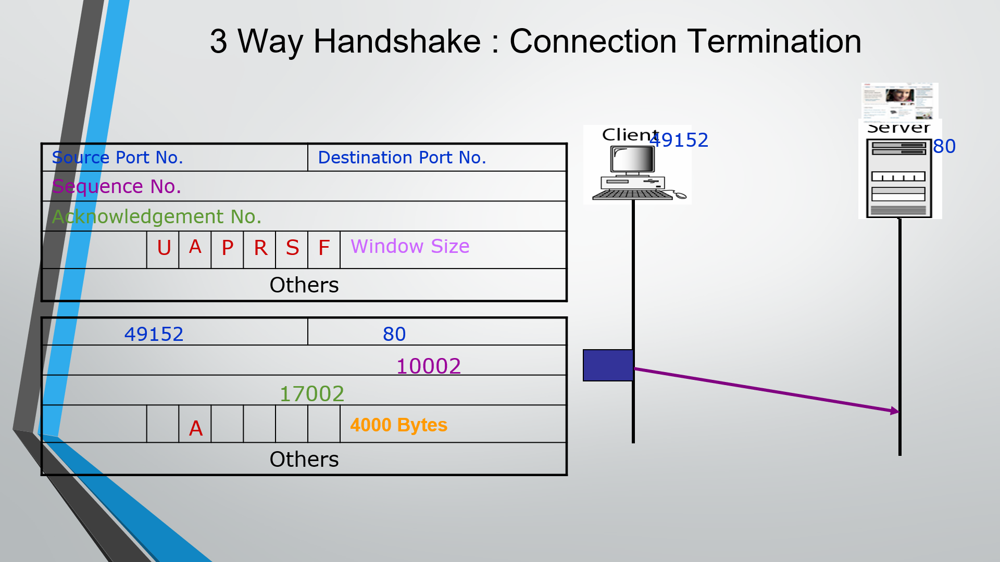 3 Way Handshake : Connection Termination
Client
49152
Server
80
Source Port No.
Destination Port No.
Sequence No.
Acknowledgement No.
U A P R S F Window Size
Others
49152
80
10002
17002
A 4000 Bytes
Others